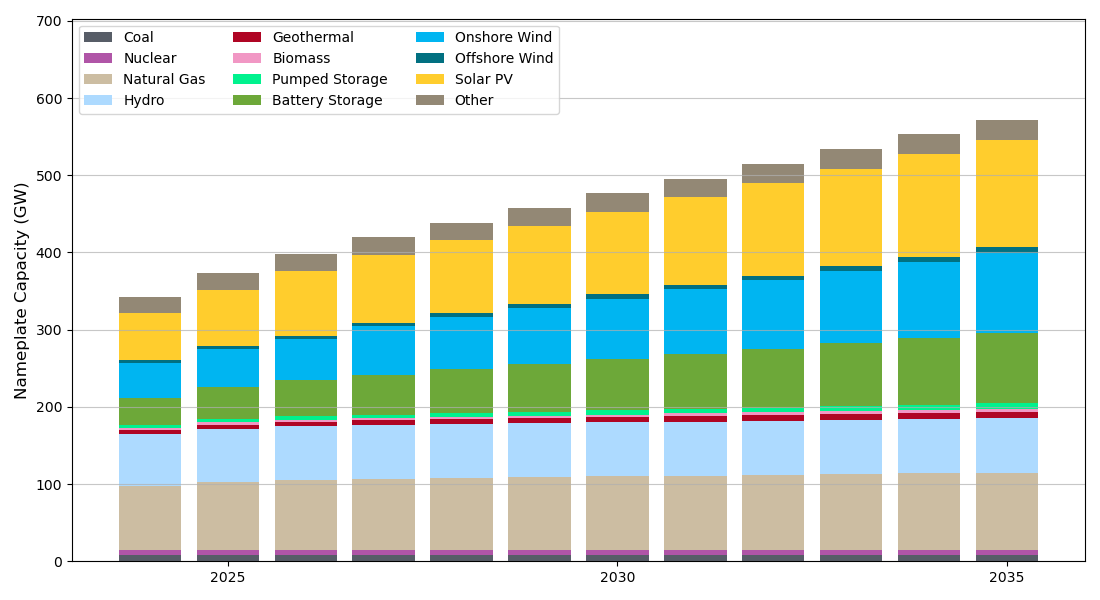 Nameplate Capacity (GW)
700
600
500
400
300
200
100
0
Coal
Nuclear
Natural Gas
Hydro
Geothermal
Biomass
Pumped Storage
Battery Storage
Onshore Wind
Offshore Wind
Solar PV
Other
2025 2030 2035